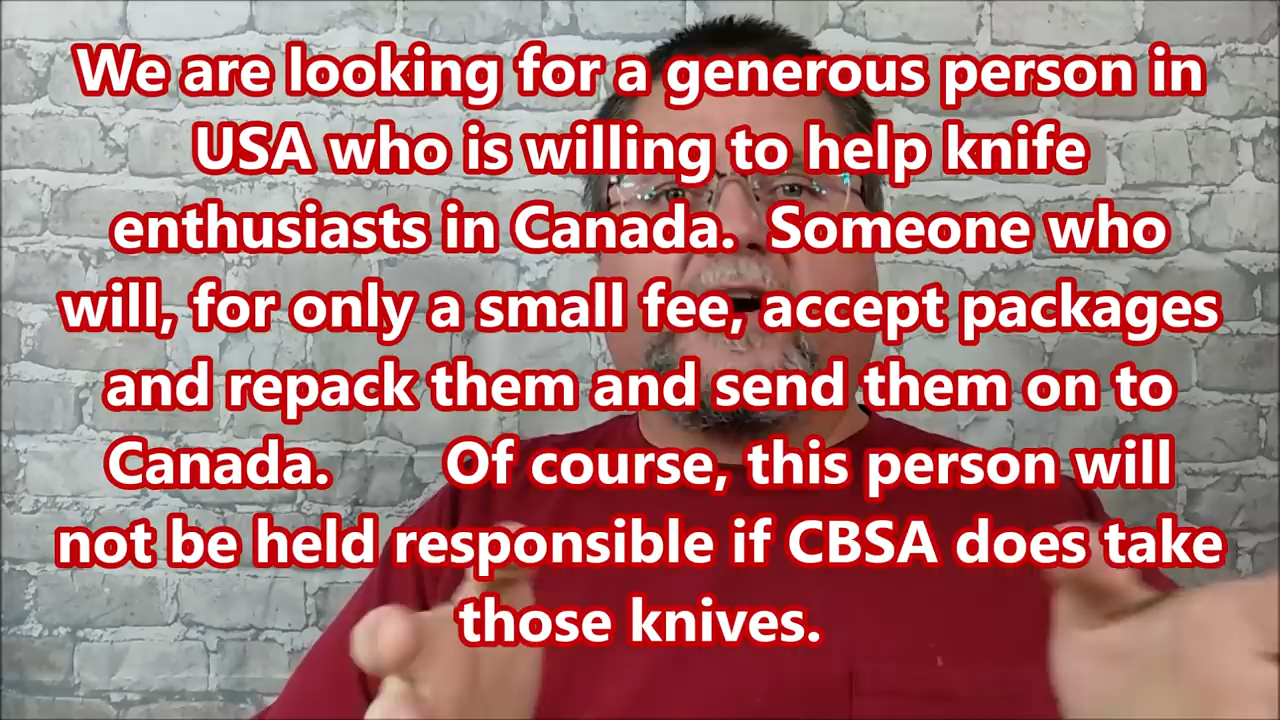 We are looking for a generous person in
USA who is willing to help knife
enthusiasts in Canada. Someone who
will, for only a small fee, accept packages
and repack them and send them on to
Canada. Of course, this person will
not be held responsible if CBSA does take
those knives.